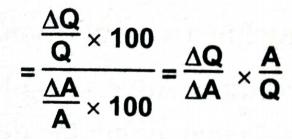 = (ΔQ/Q × 100)/(ΔA/A × 100) = ΔQ/ΔA × A/Q